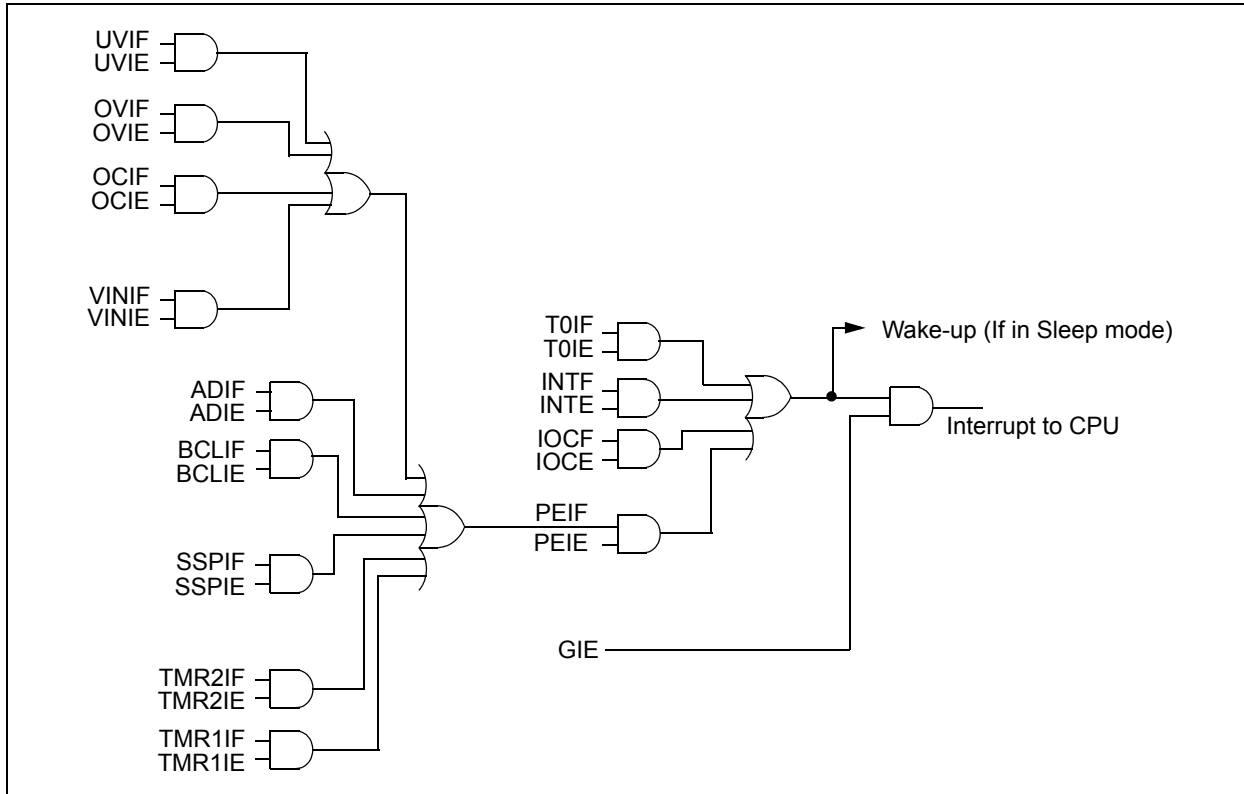 UVIF
UVIE
OVIF
OVIE
OCIF
OCIE
VINIF
VINIE
ADIF
ADIE
BCLIF
BCLIE
SSPIF
SSPIE
TMR2IF
TMR2IE
TMR1IF
TMR1IE
T0IF
T0IE
INTF
INTE
IOCF
IOCE
PEIF
PEIE
GIE
Wake-up (If in Sleep mode)
Interrupt to CPU